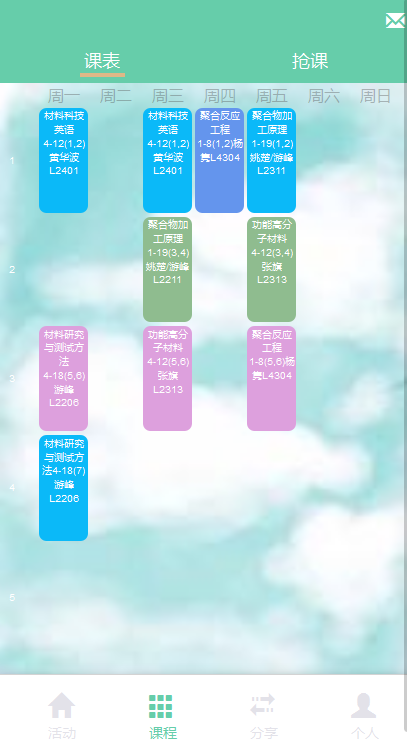 课表 抢课
周一 周二 周三 周四 周五 周六 周日
1
材料科技
英语
4-12(1,2)
黄华波
L2401
材料科技
英语
4-12(1,2)
黄华波
L2401
聚合反应
工程
1-8(1,2)杨
隽L4304
聚合物加
工原理
1-19(1,2)
姚楚/游峰
L2311
2
聚合物加
工原理
1-19(3,4)
姚楚/游峰
L2211
功能高分
子材料
4-12(3,4)
张旗
L2313
3
材料研究
与测试方
法
4-18(5,6)
游峰
L2206
功能高分
子材料
4-12(5,6)
张旗
L2313
聚合反应
工程
1-8(5,6)杨
隽L4304
4
材料研究
与测试方
法4-18(7)
游峰
L2206
5
活动 课程 分享 个人